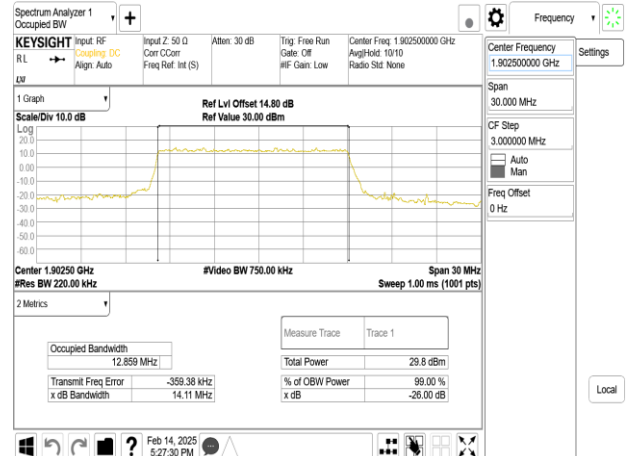 Spectrum Analyzer 1
Occupied BW
Frequency
KEYSIGHT
RL
Input: RF
Coupling: DC
Align: Auto
Input Z: 50 Ω
Corr CCorr
Freq Ref: Int (S)
Atten: 30 dB
Trig: Free Run
Gate: Off
#IF Gain: Low
Center Freq: 1.902500000 GHz
Avg|Hold: 10/10
Radio Std: None
Center Frequency
1.902500000 GHz
Settings
Span
30.000 MHz
CF Step
3.000000 MHz
Auto
Man
Freq Offset
0 Hz
Local
1 Graph
Scale/Div 10.0 dB
Ref Lvl Offset 14.80 dB
Ref Value 30.00 dBm
Log
20.0
10.0
0.00
-10.0
-20.0
-30.0
-40.0
-50.0
-60.0
Center 1.90250 GHz
#Res BW 220.00 kHz
#Video BW 750.00 kHz
Span 30 MHz
Sweep 1.00 ms (1001 pts)
2 Metrics
Occupied Bandwidth
12.859 MHz
Transmit Freq Error -359.38 kHz
x dB Bandwidth 14.11 MHz
Measure Trace Trace 1
Total Power 29.8 dBm
% of OBW Power 99.00 %
x dB -26.00 dB
Feb 14, 2025
5:27:30 PM